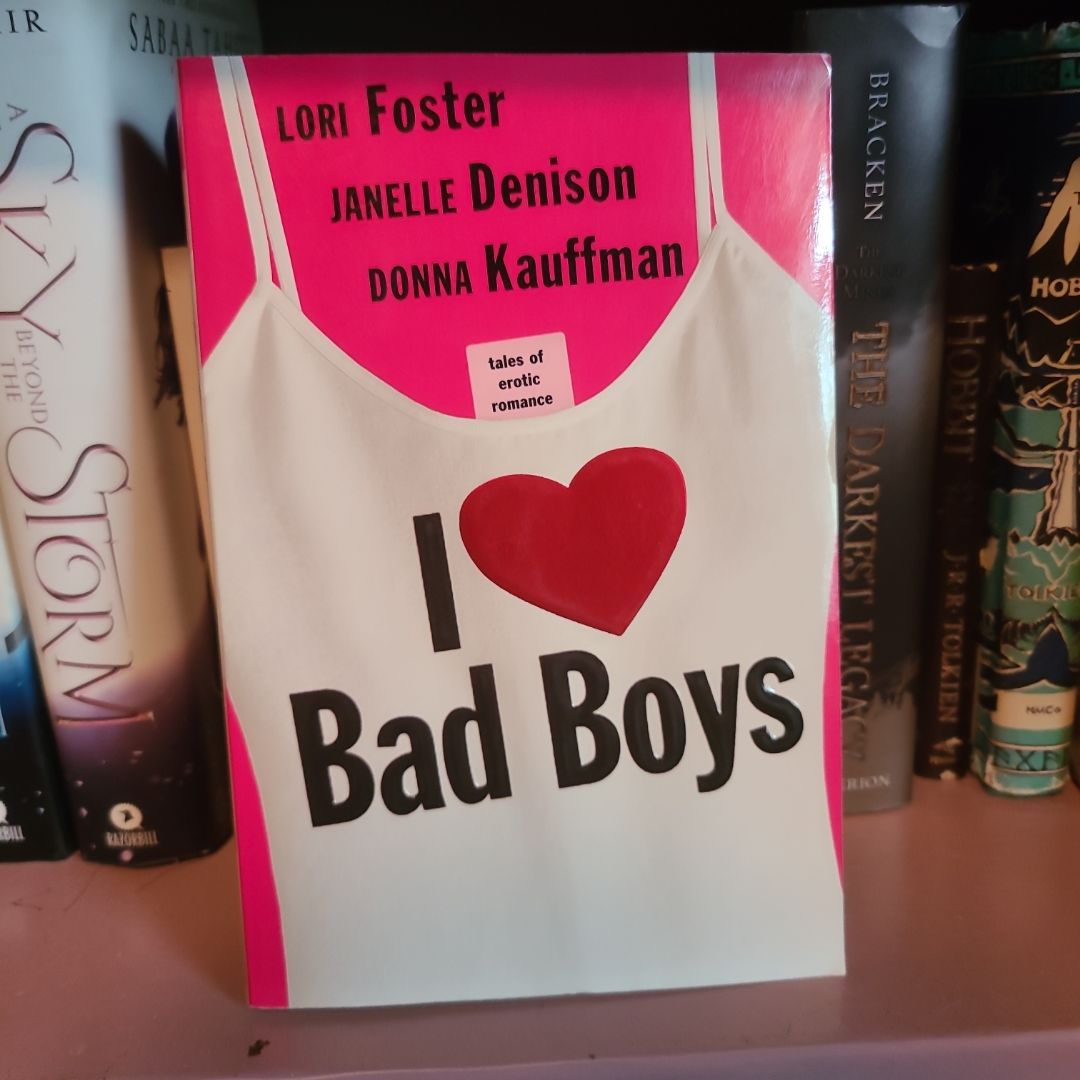 LORI Foster
JANELLE Denison
DONNA Kauffman
tales of
erotic
romance
I
Bad Boys
SABAA
A
SKY
BEYOND
THE
STORM
RAZORBILL
BRACKEN
THE DARKEST LEGACY
HOBBIT
J·R·R·TOLKIEN